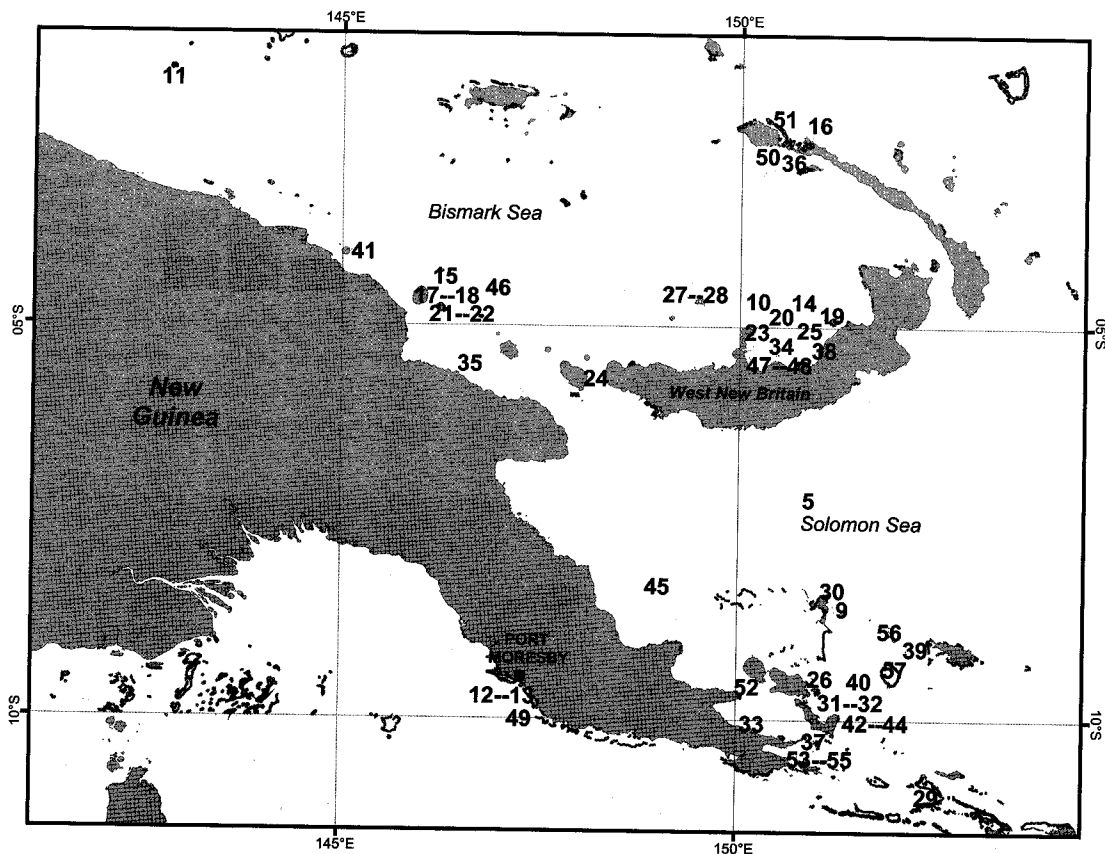 145°E 150°E
11
51 16
50 36
Bismark Sea
41
15
17--18 46
21--22
27--28 10 14
20 19
05°S 05°S
23 25
34 38
35
47--48
24
West New Britain
New
Guinea
5
Solomon Sea
45
30
9
56
39
PORT
MORESBY
57
26 40
52
12--13
31--32
10°S 10°S
49
33
42--44
37
53--55
29
145°E 150°E